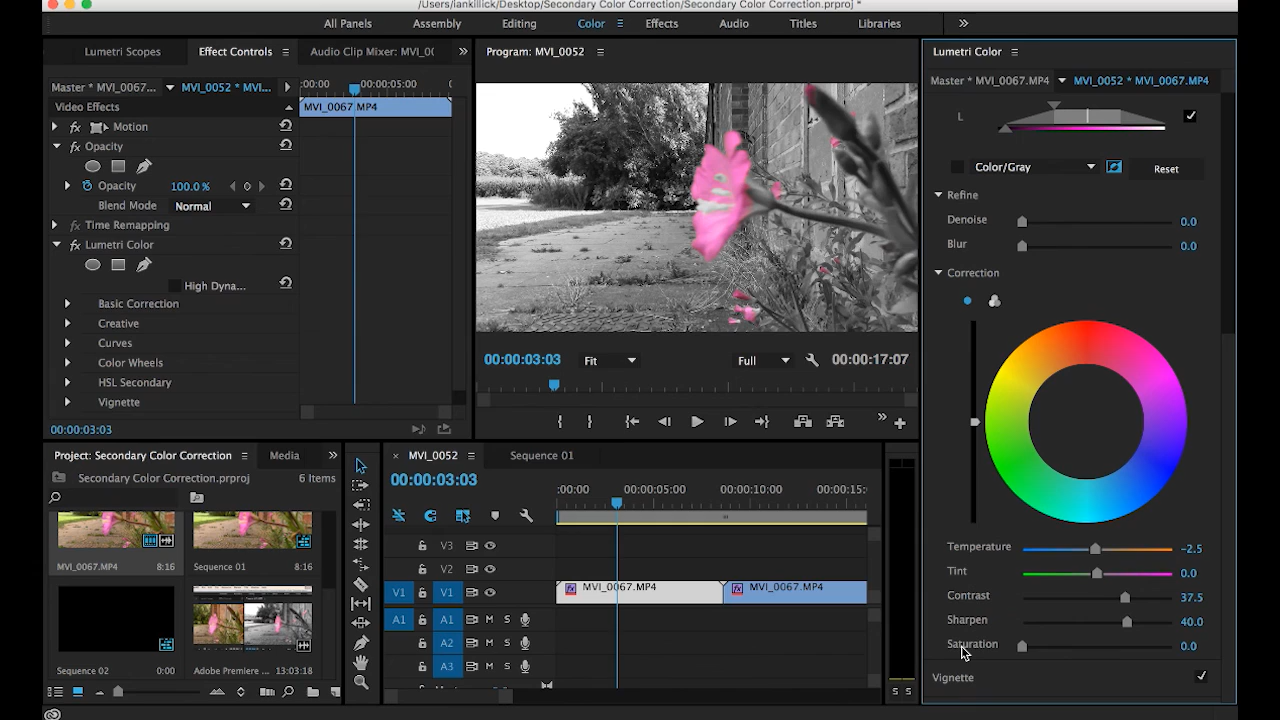 /Users/iankillick/Desktop/Secondary Color Correction/Secondary Color Correction.prproj *
All Panels Assembly Editing Color Effects Audio Titles Libraries
Lumetri Scopes Effect Controls Audio Clip Mixer: MVI_00
Program: MVI_0052
Lumetri Color
Master * MVI_0067... MVI_0052 * MVI... :00:00 00:00:05:00
Video Effects MVI_0067.MP4
fx Motion
fx Opacity
Opacity 100.0 %
Blend Mode Normal
fx Time Remapping
fx Lumetri Color
High Dyna...
Basic Correction
Creative
Curves
Color Wheels
HSL Secondary
Vignette
00:00:03:03
00:00:03:03 Fit Full 00:00:17:07
Master * MVI_0067.MP4 MVI_0052 * MVI_0067.MP4
L
Color/Gray Reset
Refine
Denoise 0.0
Blur 0.0
Correction
Temperature -2.5
Tint 0.0
Contrast 37.5
Sharpen 40.0
Saturation 0.0
Vignette
Project: Secondary Color Correction Media
Secondary Color Correction.prproj 6 Items
MVI_0067.MP4 8:16 Sequence 01 8:16
Sequence 02 0:00 Adobe Premiere ... 13:03:18
× MVI_0052 Sequence 01
00:00:03:03
:00:00 00:00:05:00 00:00:10:00 00:00:15:
V3
V2
V1 V1 fx MVI_0067.MP4 fx MVI_0067.MP4
A1 A1 M S
A2 M S
A3 M S
S S